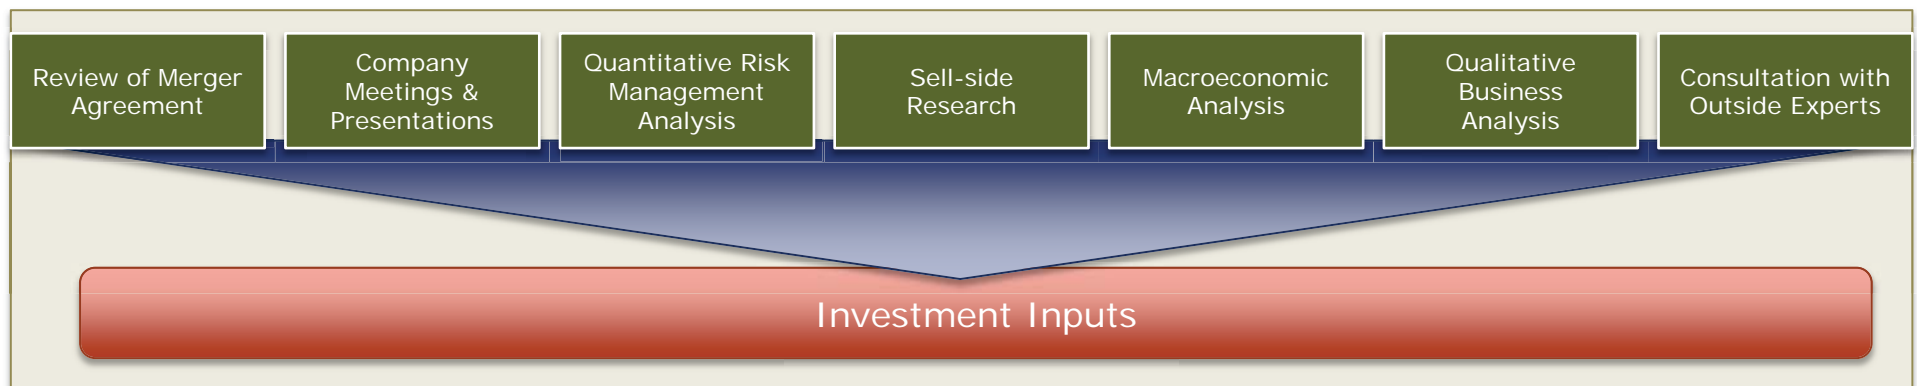 Review of Merger
Agreement
Company
Meetings &
Presentations
Quantitative Risk
Management
Analysis
Sell-side
Research
Macroeconomic
Analysis
Qualitative
Business
Analysis
Consultation with
Outside Experts
Investment Inputs